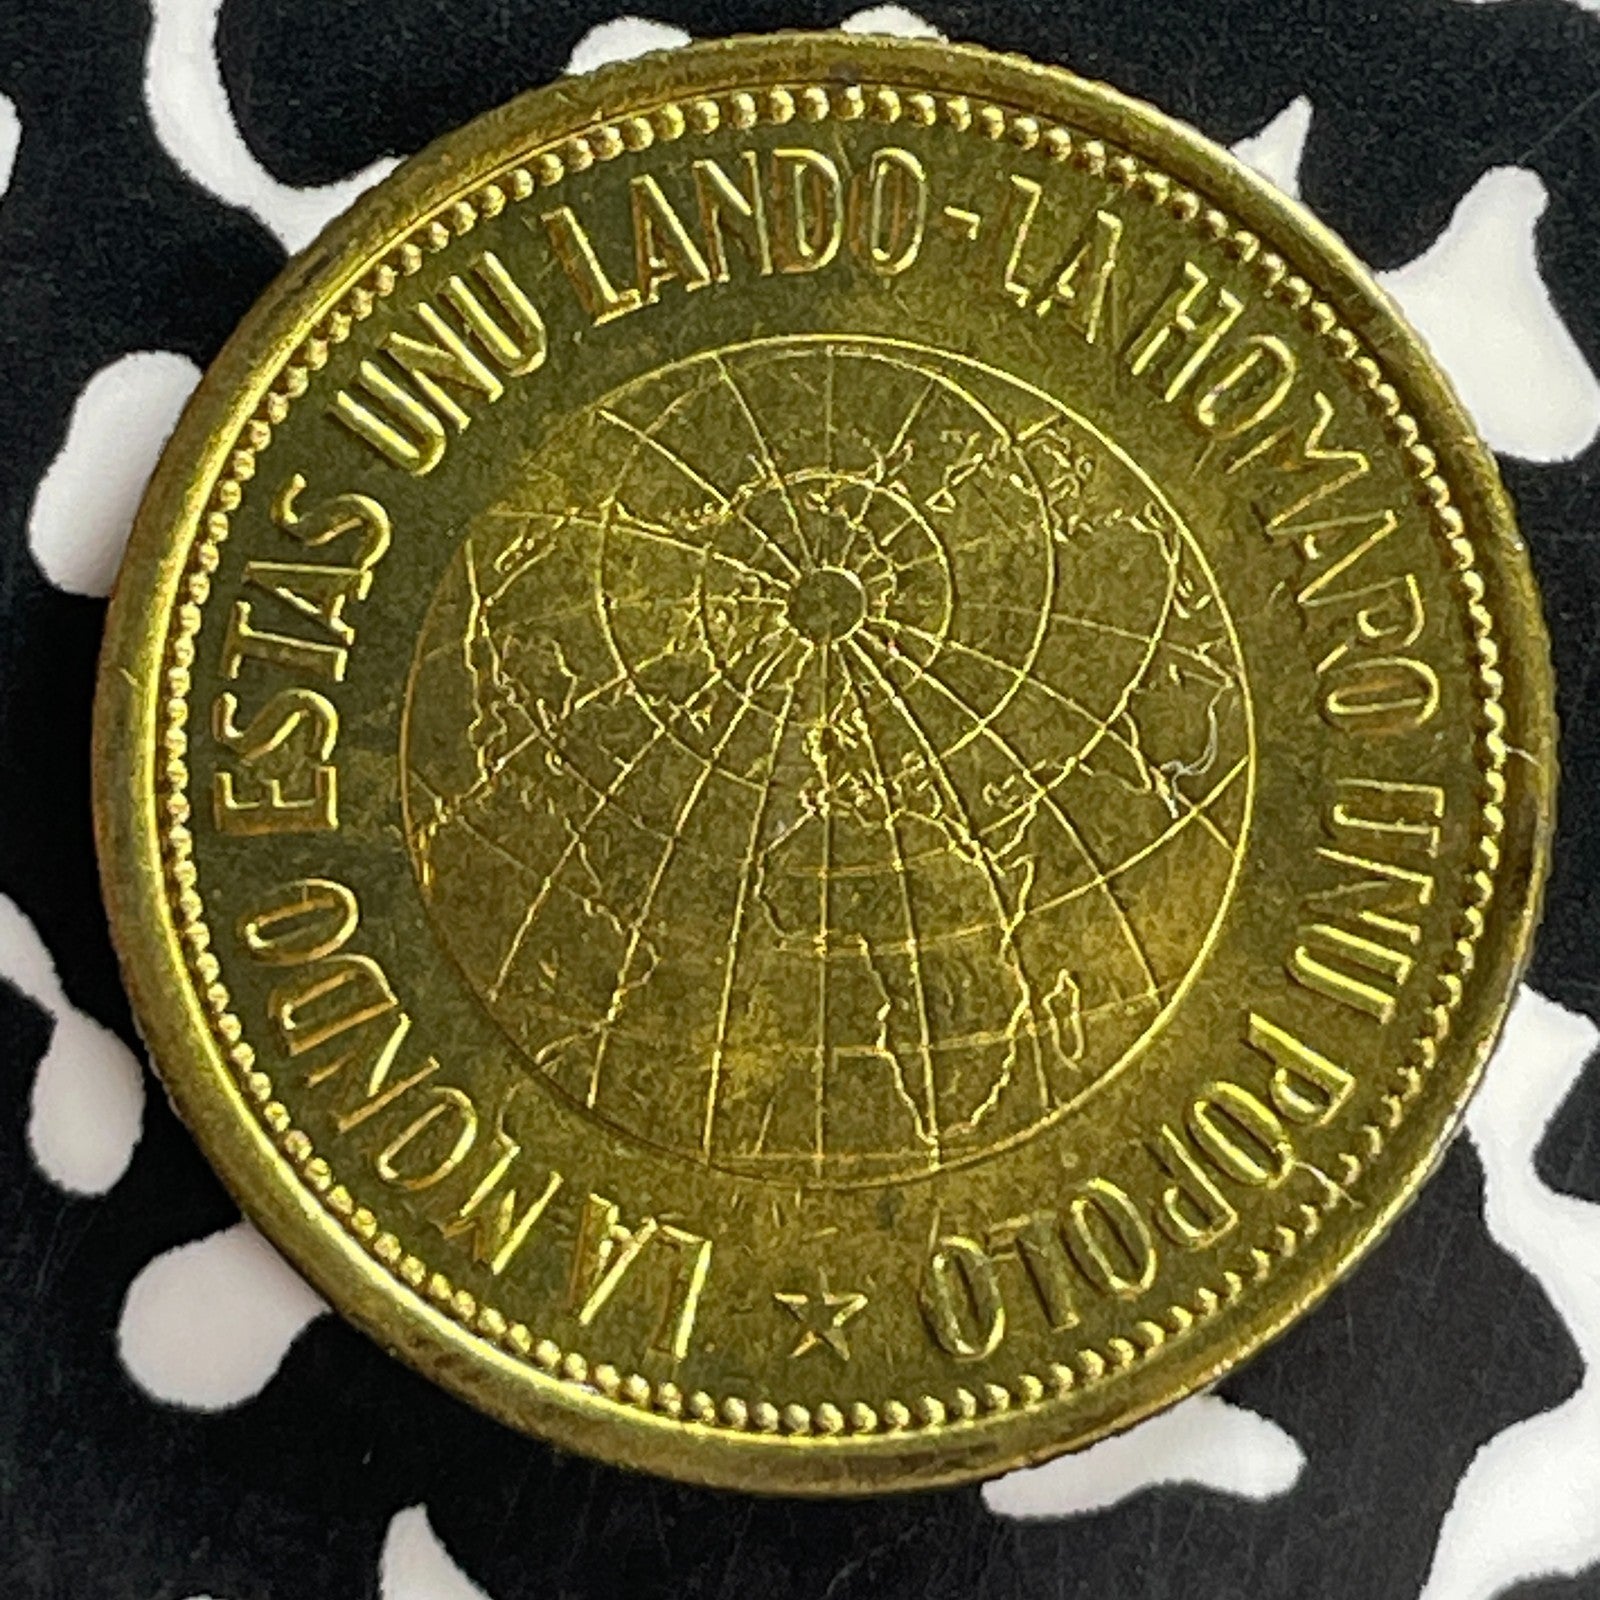 LA MONDO ESTAS UNU LANDO - LA HOMARO UNU POPOLO